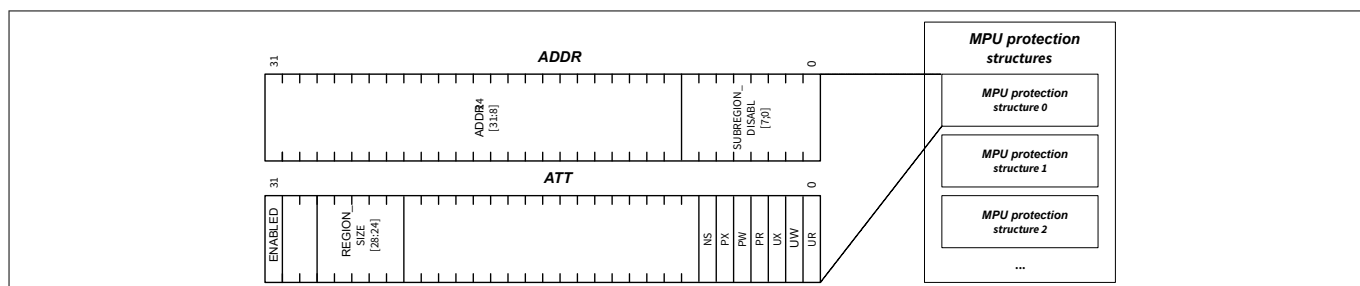 ADDR
31
0
ADDR24
[31:8]
SUBREGION_
DISABL
[7;0]
ATT
31
0
ENABLED
REGION_
SIZE
[28:24]
NS
PX
PW
PR
UX
UW
UR
MPU protection
structures
MPU protection
structure 0
MPU protection
structure 1
MPU protection
structure 2
...